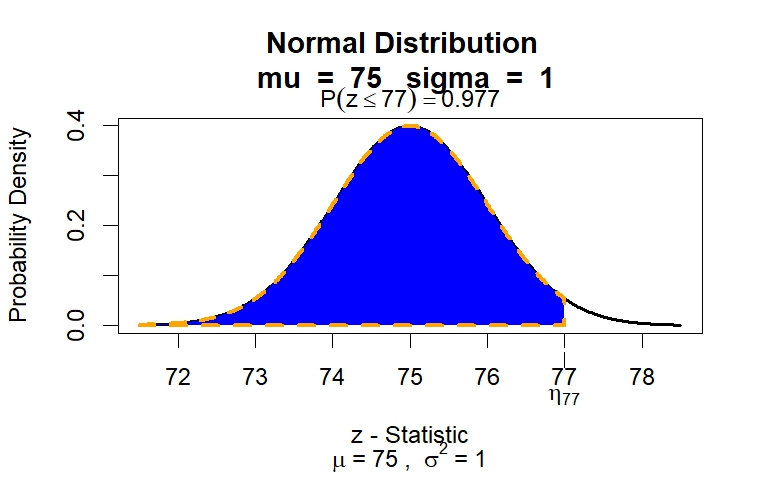 Normal Distribution
mu = 75 sigma = 1
P(z ≤ 77) = 0.977
Probability Density
0.4
0.2
0.0
72 73 74 75 76 77 78
η77
z - Statistic
μ = 75 , σ² = 1